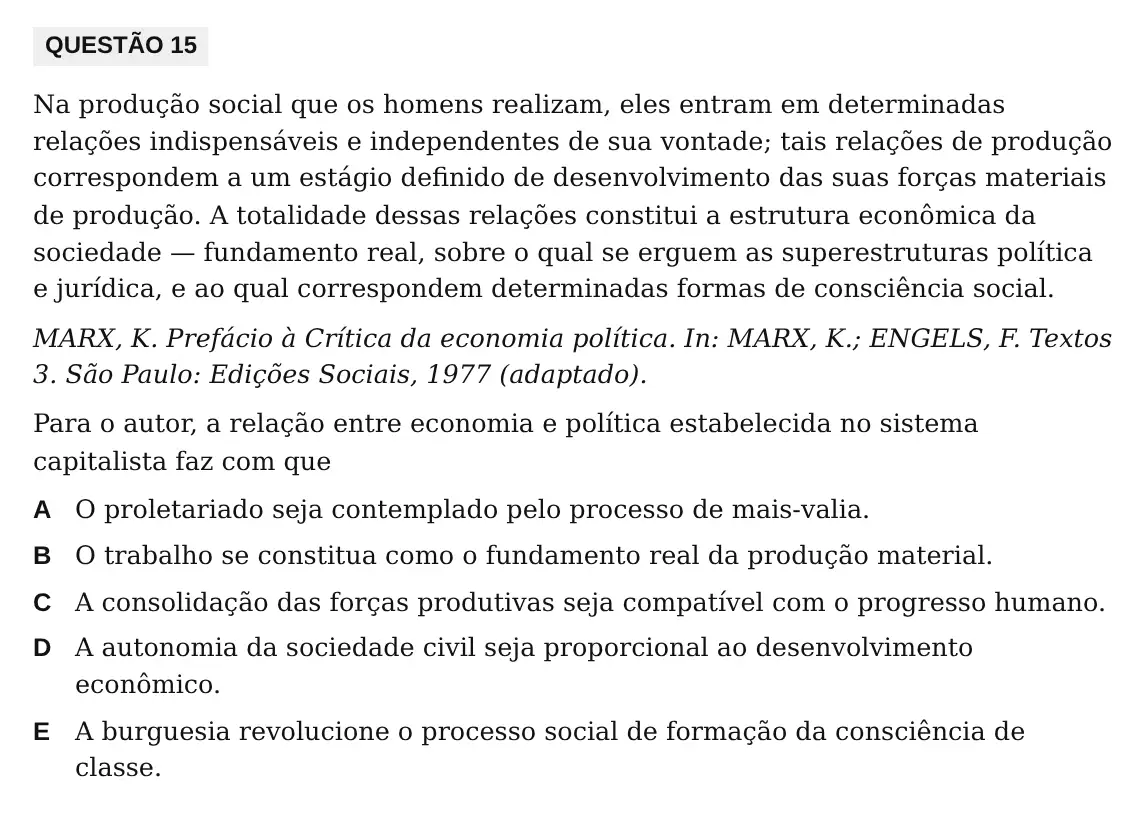 QUESTÃO 15
Na produção social que os homens realizam, eles entram em determinadas
relações indispensáveis e independentes de sua vontade; tais relações de produção
correspondem a um estágio definido de desenvolvimento das suas forças materiais
de produção. A totalidade dessas relações constitui a estrutura econômica da
sociedade — fundamento real, sobre o qual se erguem as superestruturas política
e jurídica, e ao qual correspondem determinadas formas de consciência social.
MARX, K. Prefácio à Crítica da economia política. In: MARX, K.; ENGELS, F. Textos
3. São Paulo: Edições Sociais, 1977 (adaptado).
Para o autor, a relação entre economia e política estabelecida no sistema
capitalista faz com que
A O proletariado seja contemplado pelo processo de mais-valia.
B O trabalho se constitua como o fundamento real da produção material.
C A consolidação das forças produtivas seja compatível com o progresso humano.
D A autonomia da sociedade civil seja proporcional ao desenvolvimento
econômico.
E A burguesia revolucione o processo social de formação da consciência de
classe.